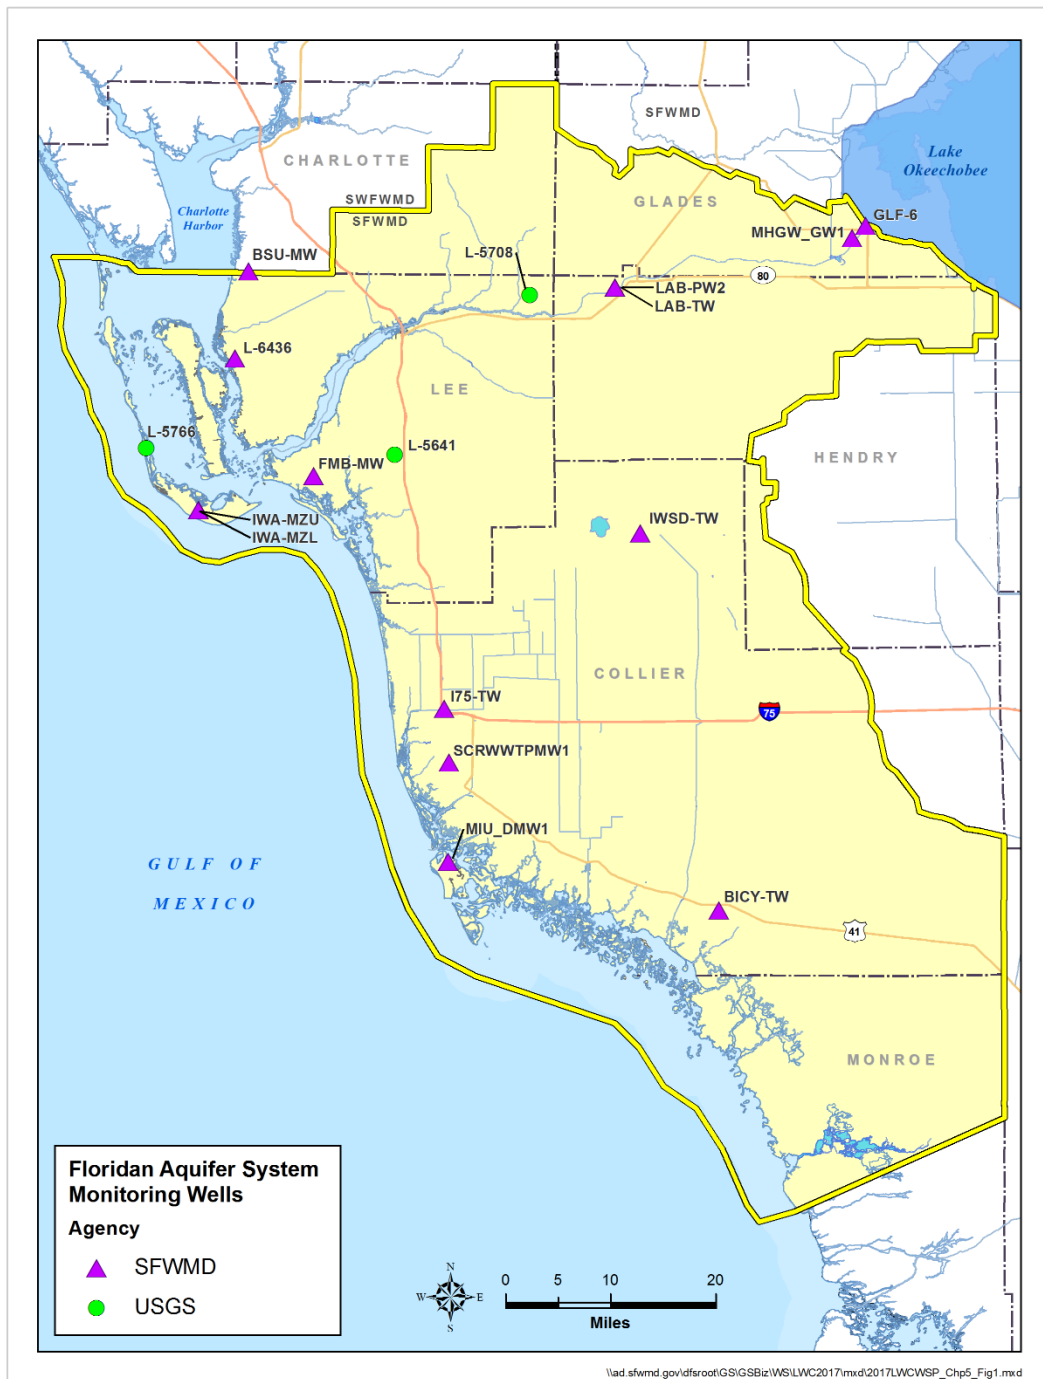 SFWMD
Lake
Okeechobee
CHARLOTTE
SWFWMD
SFWMD
Charlotte
Harbor
GLADES
GLF-6
MHGW_GW1
BSU-MW
L-5708
80
LAB-PW2
LAB-TW
L-6436
LEE
L-5766
L-5641
HENDRY
FMB-MW
IWA-MZU
IWA-MZL
IWSD-TW
COLLIER
I75-TW
75
SCRWWTPMW1
MIU_DMW1
GULF OF
MEXICO
BICY-TW
41
MONROE
Floridan Aquifer System
Monitoring Wells
Agency
SFWMD
USGS
N
W E
S
0 5 10 20
Miles
\\ad.sfwmd.gov\dfsroot\GS\GSBiz\WS\LWC2017\mxd\2017LWCWSP_Chp5_Fig1.mxd